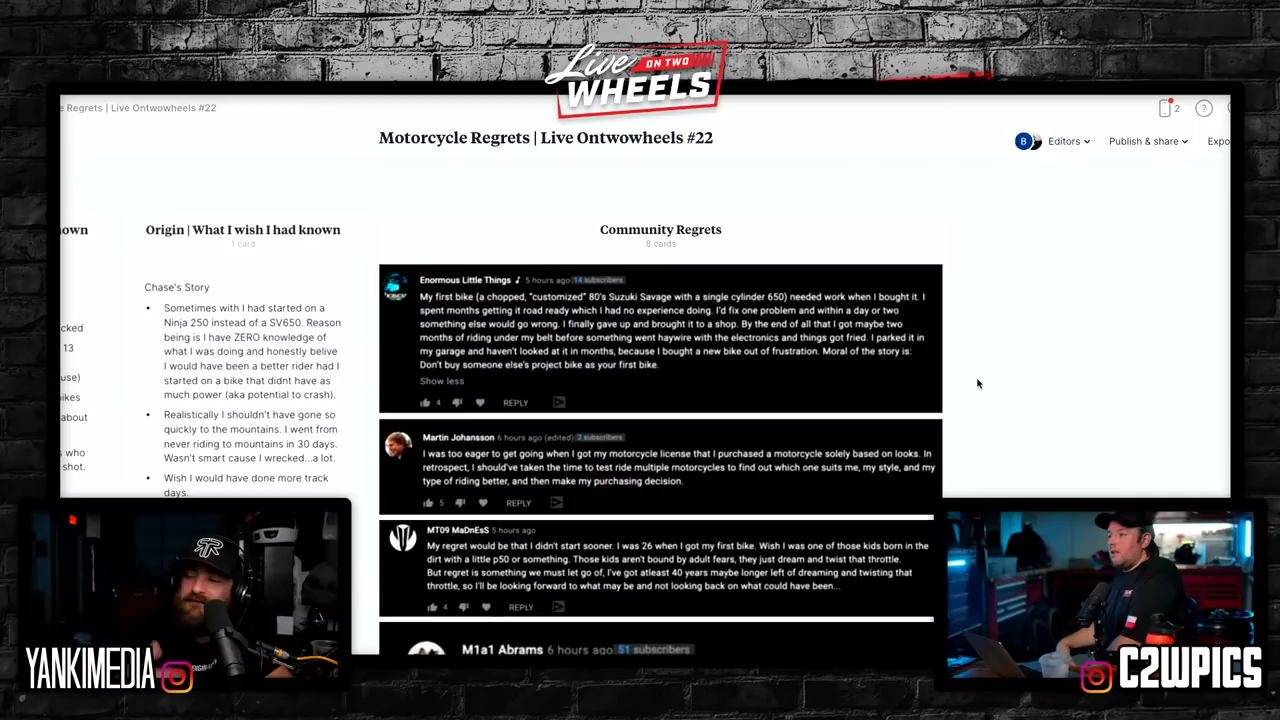 Live
ON TWO
WHEELS
e Regrets | Live Ontwowheels #22
2
?
Motorcycle Regrets | Live Ontwowheels #22
B
Editors
Publish & share
Expo
own
Origin | What I wish I had known
1 card
Community Regrets
8 cards
cked
13
use)
ikes
about
s who
shot.
Chase's Story
• Sometimes with I had started on a
Ninja 250 instead of a SV650. Reason
being is I have ZERO knowledge of
what I was doing and honestly belive
I would have been a better rider had I
started on a bike that didnt have as
much power (aka potential to crash).
• Realistically I shouldn't have gone so
quickly to the mountains. I went from
never riding to mountains in 30 days.
Wasn't smart cause I wrecked...a lot.
• Wish I would have done more track
days.
Enormous Little Things 5 hours ago 14 subscribers
My first bike (a chopped, "customized" 80's Suzuki Savage with a single cylinder 650) needed work when I bought it. I
spent months getting it road ready which I had no experience doing. I'd fix one problem and within a day or two
something else would go wrong. I finally gave up and brought it to a shop. By the end of all that I got maybe two
months of riding under my belt before something went haywire with the electronics and things got fried. I parked it in
my garage and haven't looked at it in months, because I bought a new bike out of frustration. Moral of the story is:
Don't buy someone else's project bike as your first bike.
Show less
4 REPLY
Martin Johansson 6 hours ago (edited) 2 subscribers
I was too eager to get going when I got my motorcycle license that I purchased a motorcycle solely based on looks. In
retrospect, I should've taken the time to test ride multiple motorcycles to find out which one suits me, my style, and my
type of riding better, and then make my purchasing decision.
5 REPLY
MT09 MaDnEsS 5 hours ago
My regret would be that I didn't start sooner. I was 26 when I got my first bike. Wish I was one of those kids born in the
dirt with a little p50 or something. Those kids aren't bound by adult fears, they just dream and twist that throttle.
But regret is something we must let go of, I've got atleast 40 years maybe longer left of dreaming and twisting that
throttle, so I'll be looking forward to what may be and not looking back on what could have been...
4 REPLY
M1a1 Abrams 6 hours ago 51 subscribers
YANKIMEDIA
C2WPICS